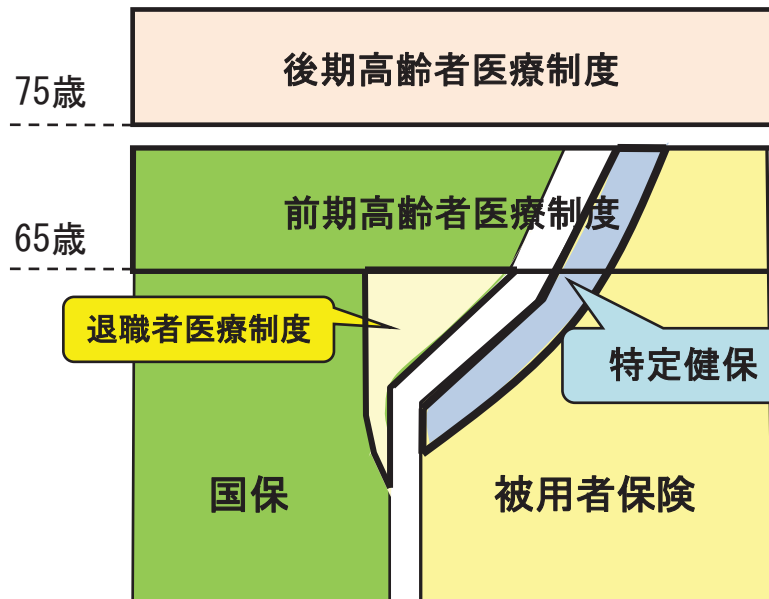 後期高齢者医療制度
75歳
前期高齢者医療制度
65歳
退職者医療制度
特定健保
国保
被用者保険